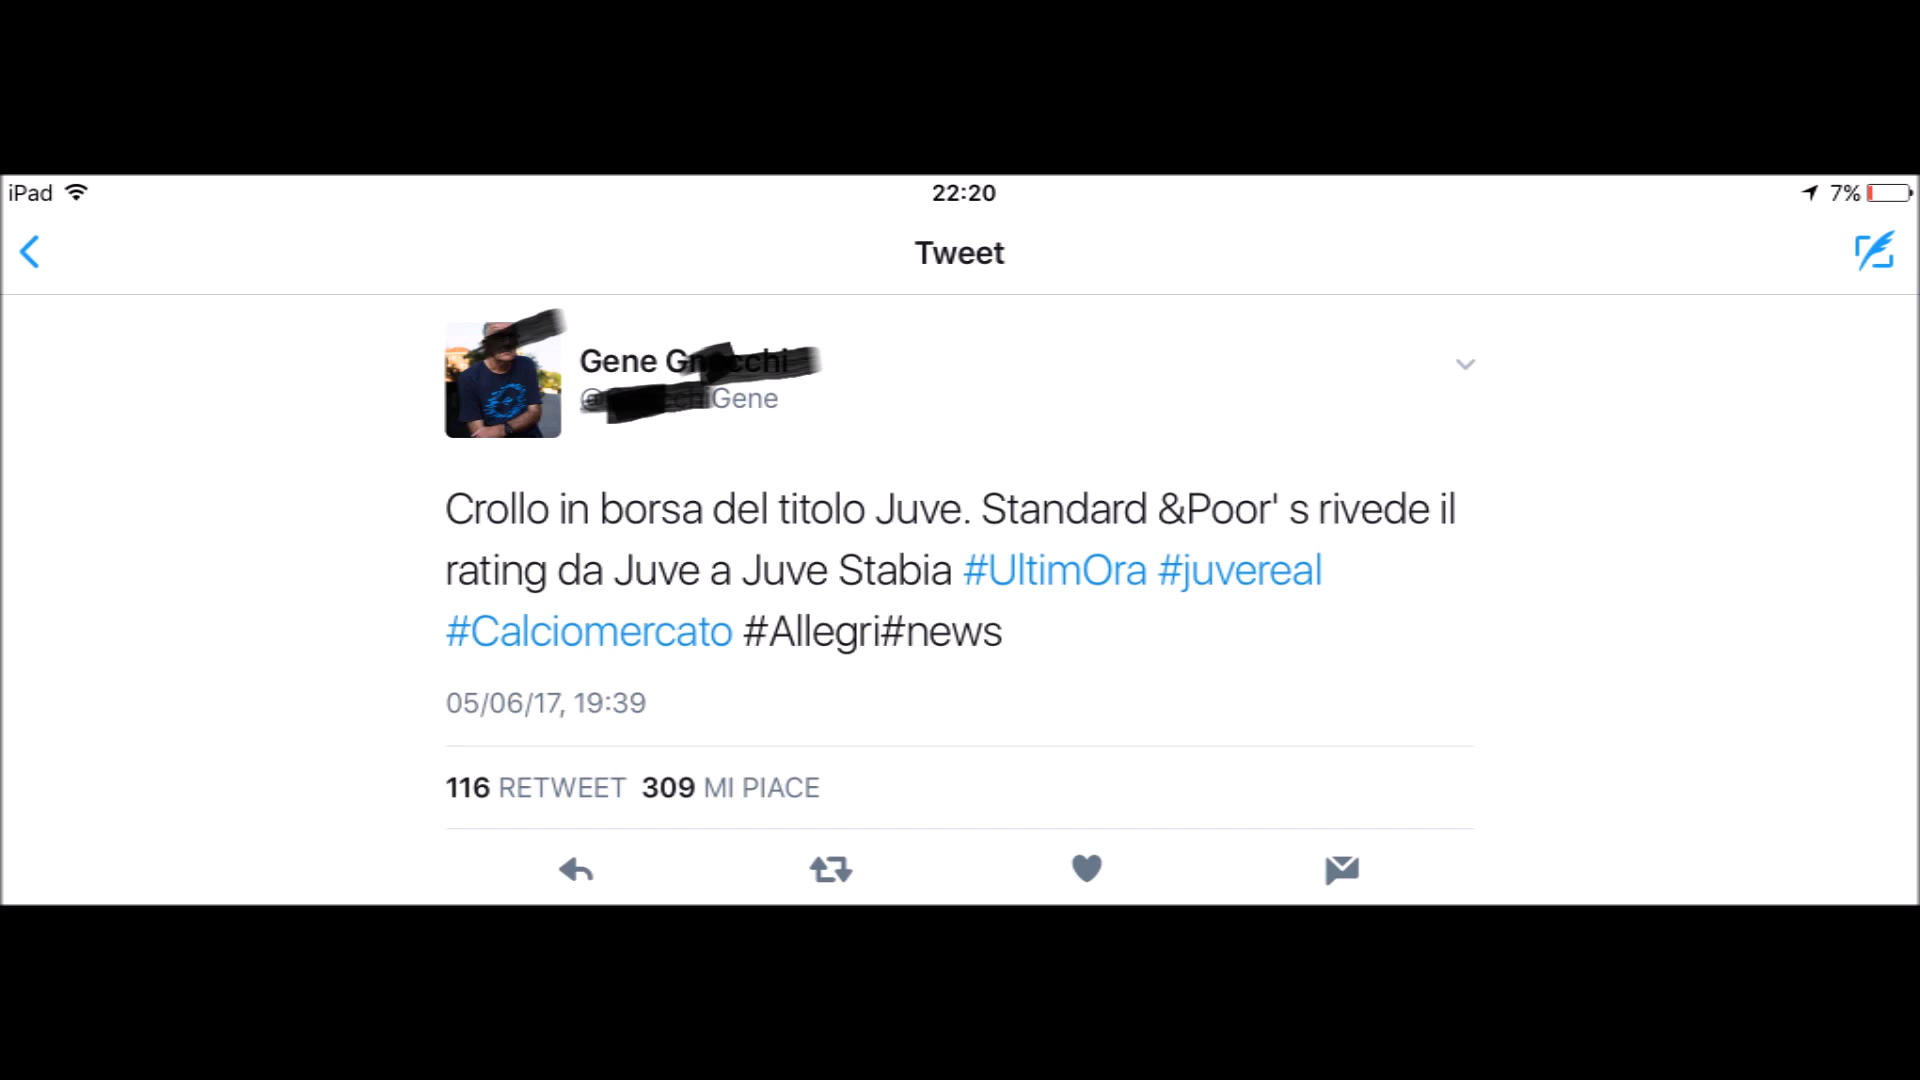 iPad 22:20 7%
Tweet
Gene
Gene
Crollo in borsa del titolo Juve. Standard &Poor' s rivede il
rating da Juve a Juve Stabia #UltimOra #juvereal
#Calciomercato #Allegri#news
05/06/17, 19:39
116 RETWEET 309 MI PIACE